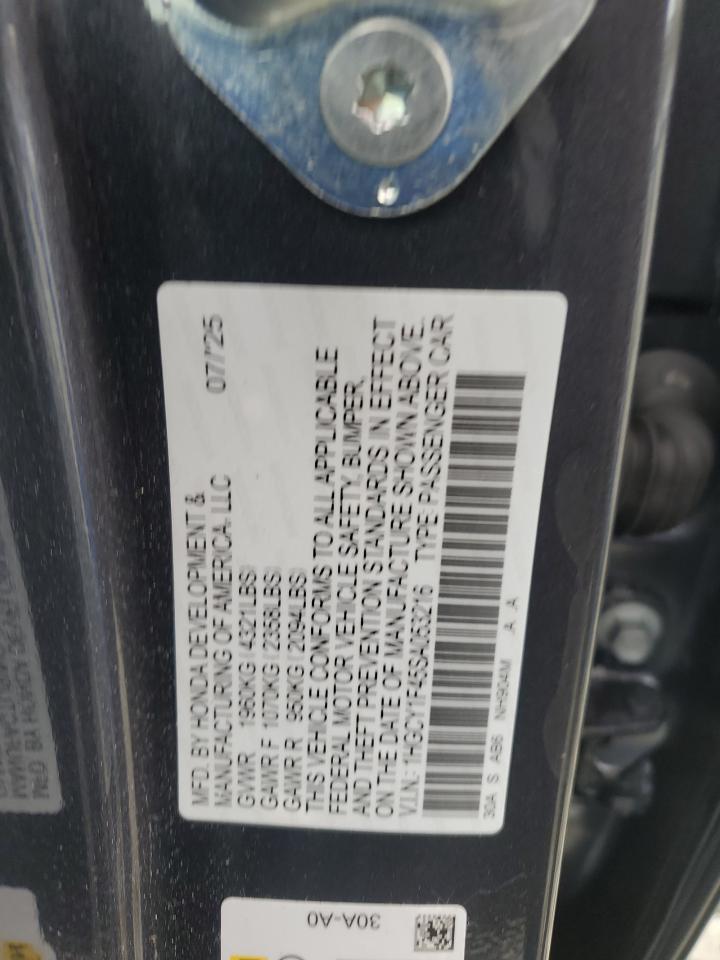 MFD. BY HONDA DEVELOPMENT &
MANUFACTURING OF AMERICA, LLC 07/'25
GVWR 1960KG (4321LBS)
GAWR F 1070KG (2358LBS)
GAWR R 950KG (2094LBS)
THIS VEHICLE CONFORMS TO ALL APPLICABLE
FEDERAL MOTOR VEHICLE SAFETY, BUMPER,
AND THEFT PREVENTION STANDARDS IN EFFECT
ON THE DATE OF MANUFACTURE SHOWN ABOVE.
V.I.N.: 1HGCY1F45SA063216 TYPE: PASSENGER CAR
30A S AB6 NH904M .A .A
30A-A0